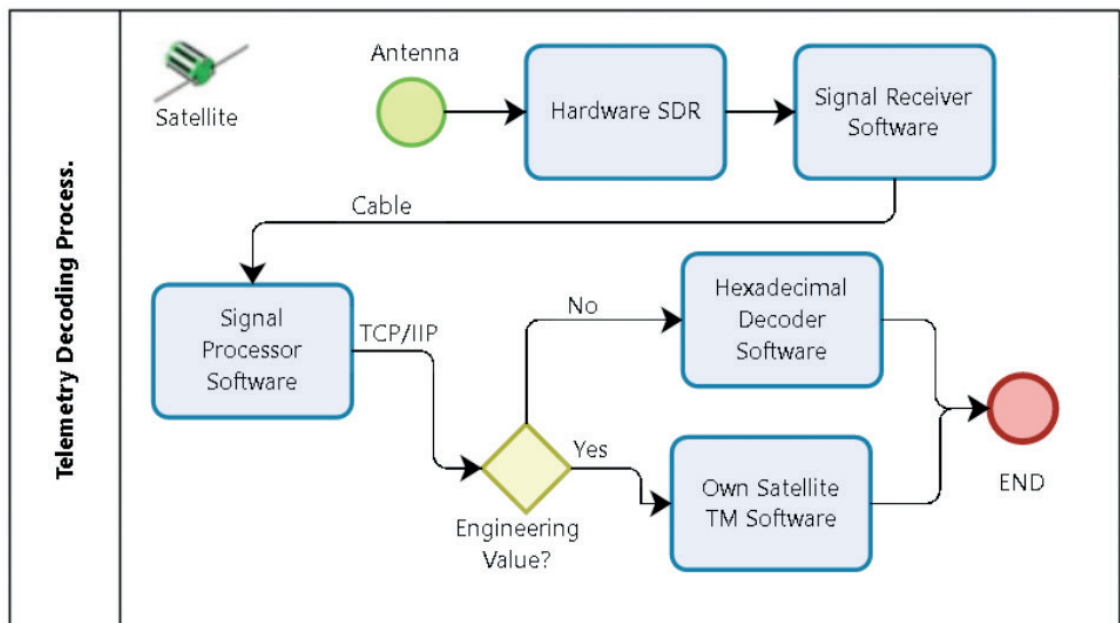 Telemetry Decoding Process.
Satellite
Antenna
Hardware SDR
Signal Receiver
Software
Cable
Signal
Processor
Software
TCP/IIP
No
Hexadecimal
Decoder
Software
Engineering
Value?
Yes
Own Satellite
TM Software
END